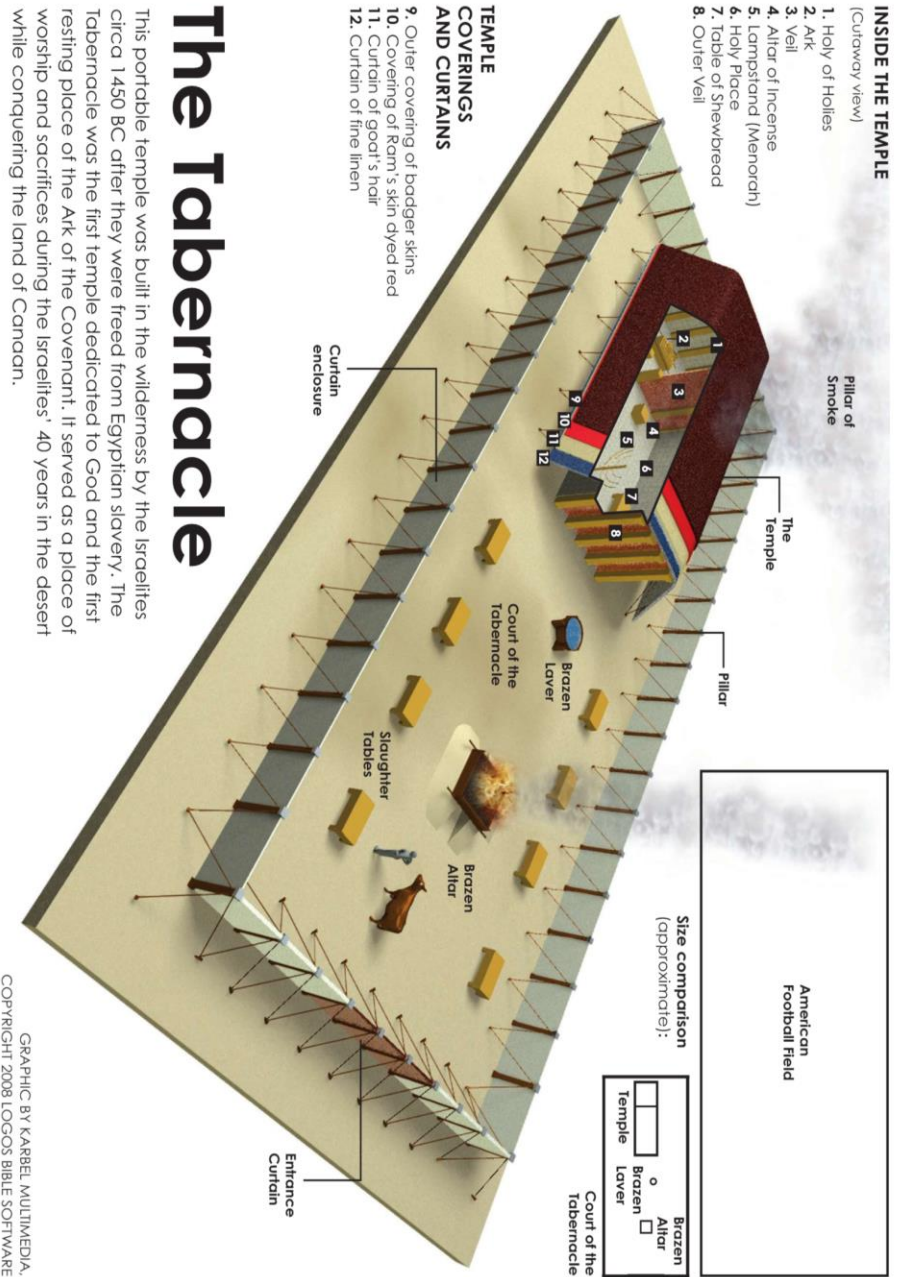 INSIDE THE TEMPLE
(Cutaway view)
1. Holy of Holies
2. Ark
3. Veil
4. Altar of Incense
5. Lampstand (Menorah)
6. Holy Place
7. Table of Shewbread
8. Outer Veil
TEMPLE
COVERINGS
AND CURTAINS
9. Outer covering of badger skins
10. Covering of Ram's skin dyed red
11. Curtain of goat's hair
12. Curtain of fine linen
The Tabernacle
This portable temple was built in the wilderness by the Israelites
circa 1450 BC after they were freed from Egyptian slavery. The
Tabernacle was the first temple dedicated to God and the first
resting place of the Ark of the Covenant. It served as a place of
worship and sacrifices during the Israelites' 40 years in the desert
while conquering the land of Canaan.
Pillar of
Smoke
The
Temple
Pillar
1
2
3
4
5
6
7
8
9
10
11
12
Curtain
enclosure
Court of the
Tabernacle
Brazen
Laver
Slaughter
Tables
Brazen
Altar
Entrance
Curtain
American
Football Field
Size comparison
(approximate):
Temple
Brazen
Laver
Brazen
Altar
Court of the
Tabernacle
GRAPHIC BY KARBEL MULTIMEDIA,
COPYRIGHT 2008 LOGOS BIBLE SOFTWARE